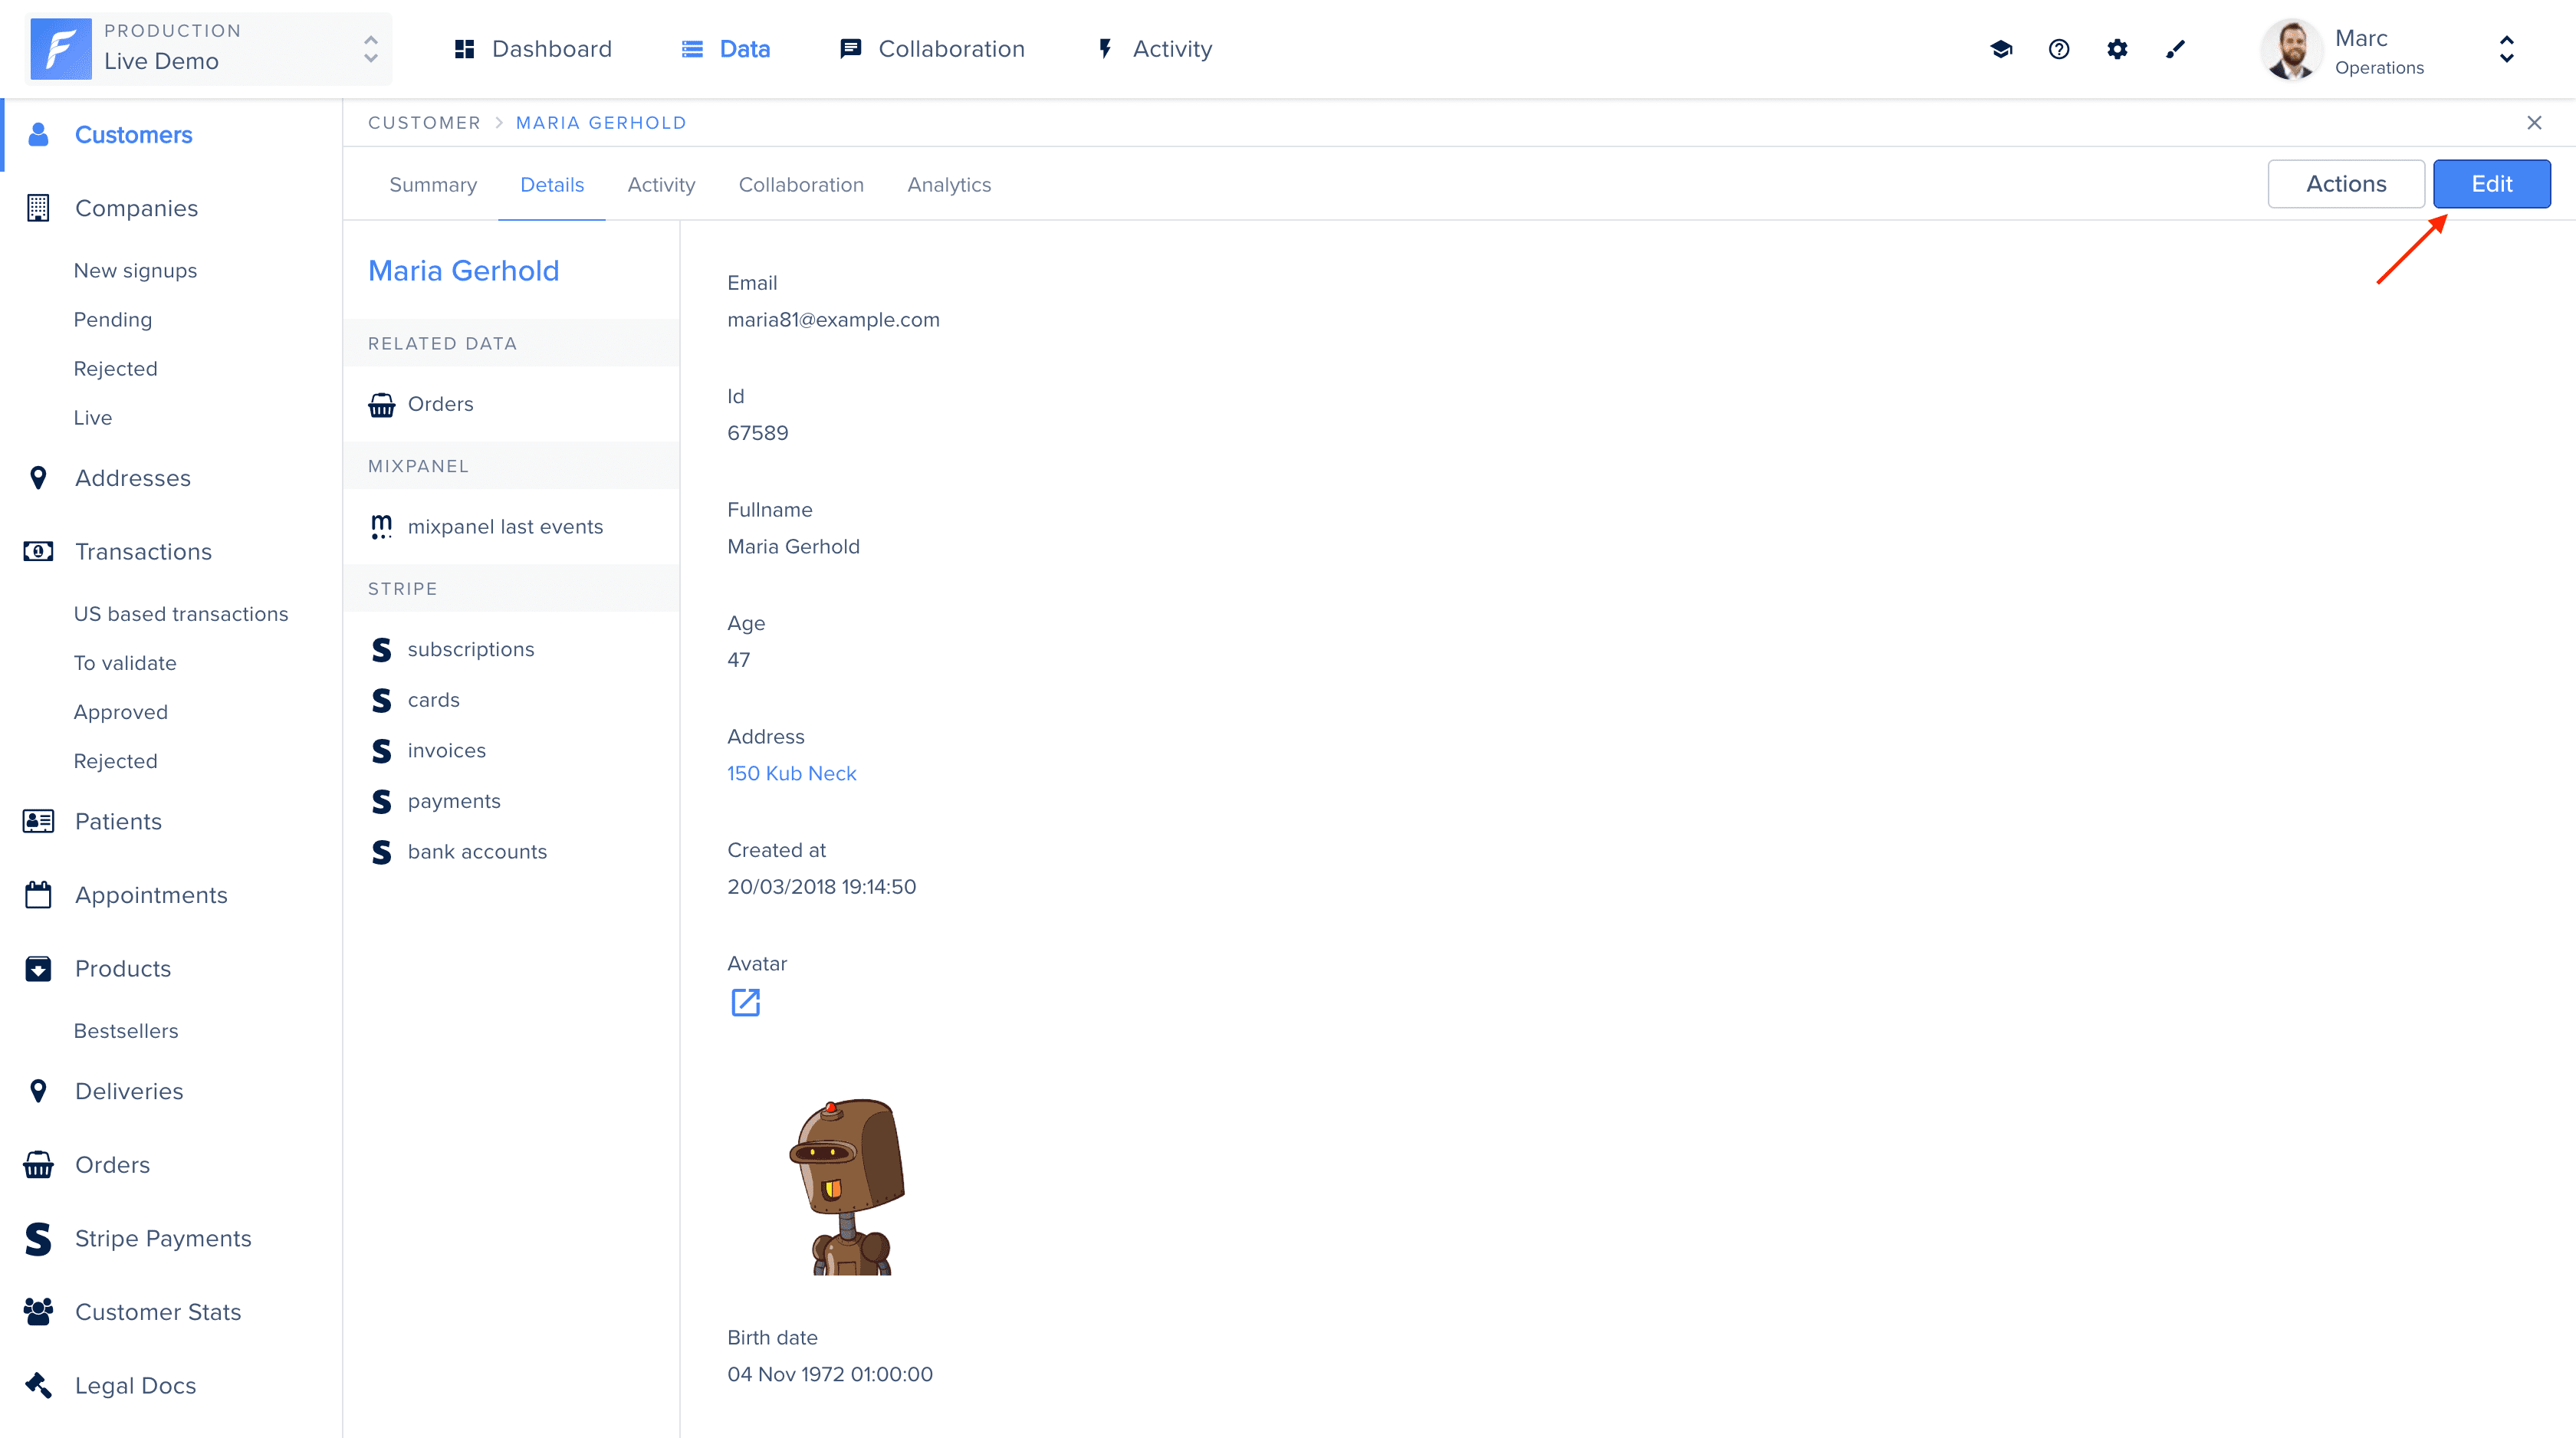 PRODUCTION
Live Demo
Dashboard
Data
Collaboration
Activity
Marc
Operations
Customers
Companies
New signups
Pending
Rejected
Live
Addresses
Transactions
US based transactions
To validate
Approved
Rejected
Patients
Appointments
Products
Bestsellers
Deliveries
Orders
Stripe Payments
Customer Stats
Legal Docs
CUSTOMER > MARIA GERHOLD
Summary
Details
Activity
Collaboration
Analytics
Actions
Edit
Maria Gerhold
RELATED DATA
Orders
MIXPANEL
mixpanel last events
STRIPE
subscriptions
cards
invoices
payments
bank accounts
Email
maria81@example.com
Id
67589
Fullname
Maria Gerhold
Age
47
Address
150 Kub Neck
Created at
20/03/2018 19:14:50
Avatar
Birth date
04 Nov 1972 01:00:00